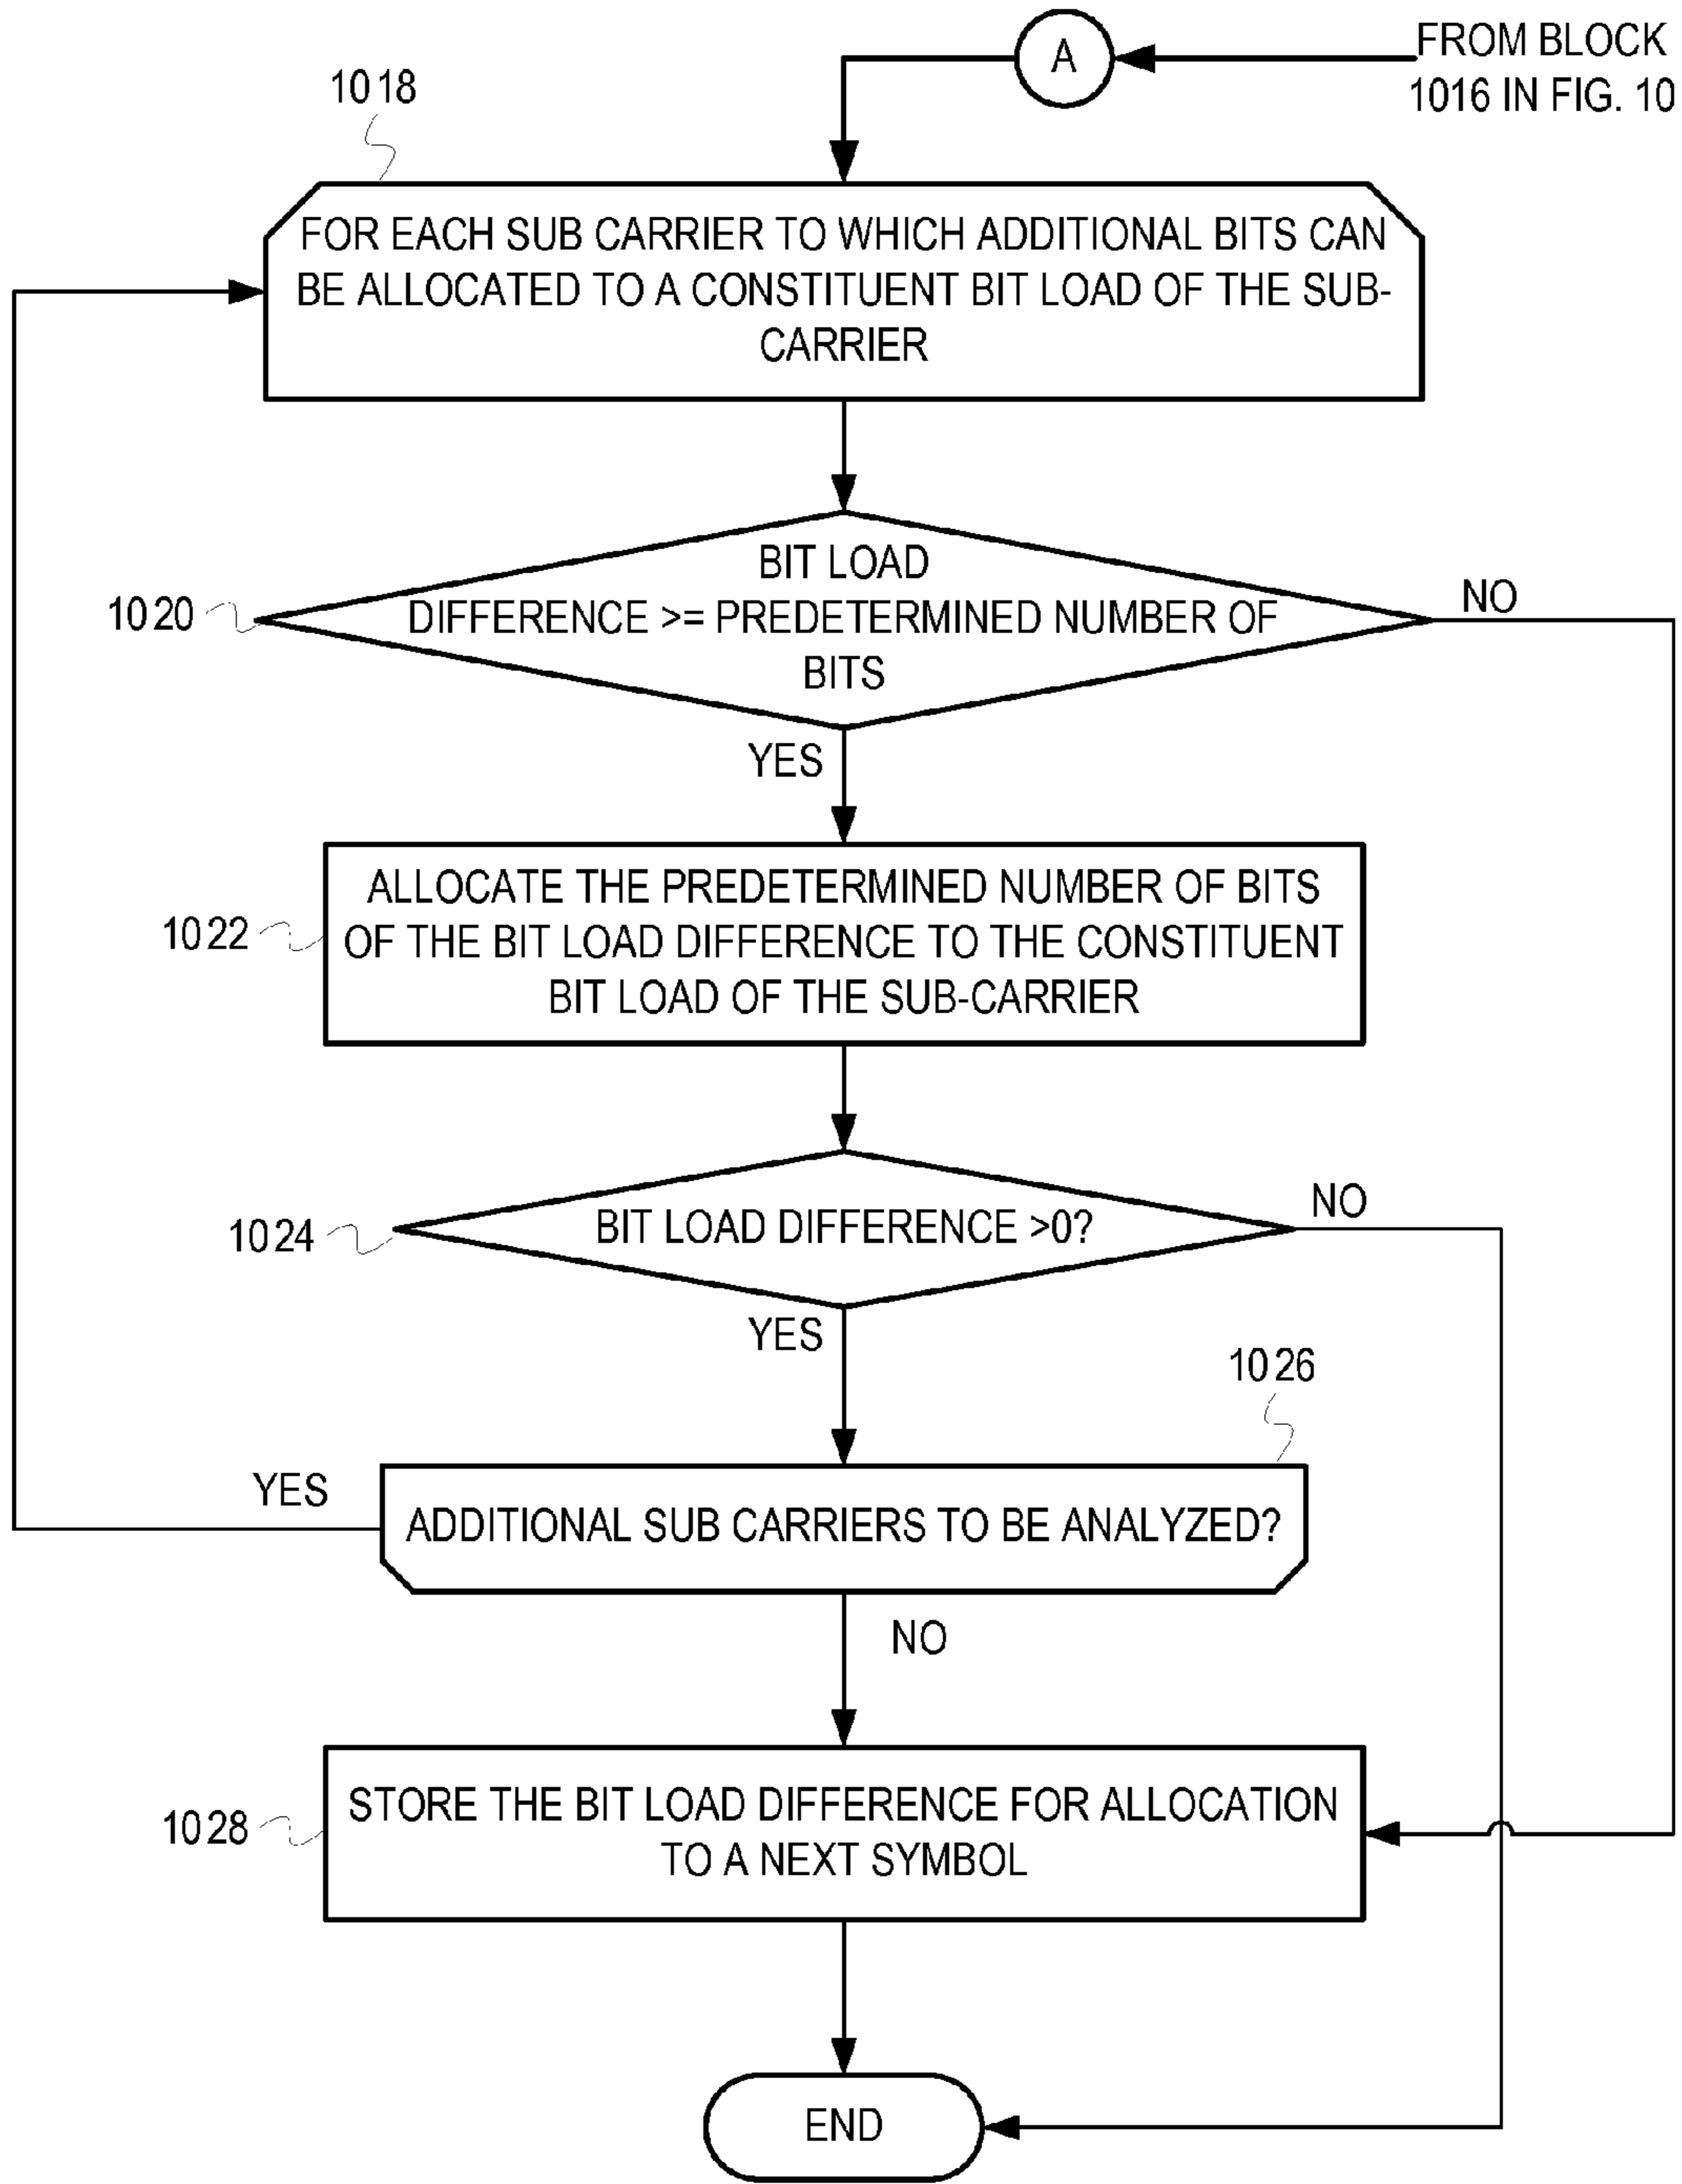 A
FROM BLOCK
1016 IN FIG. 10
1018
FOR EACH SUB CARRIER TO WHICH ADDITIONAL BITS CAN
BE ALLOCATED TO A CONSTITUENT BIT LOAD OF THE SUB-
CARRIER
BIT LOAD
DIFFERENCE >= PREDETERMINED NUMBER OF
BITS
1020
NO
YES
ALLOCATE THE PREDETERMINED NUMBER OF BITS
OF THE BIT LOAD DIFFERENCE TO THE CONSTITUENT
BIT LOAD OF THE SUB-CARRIER
1022
BIT LOAD DIFFERENCE >0?
1024
NO
YES
1026
YES
ADDITIONAL SUB CARRIERS TO BE ANALYZED?
NO
STORE THE BIT LOAD DIFFERENCE FOR ALLOCATION
TO A NEXT SYMBOL
1028
END